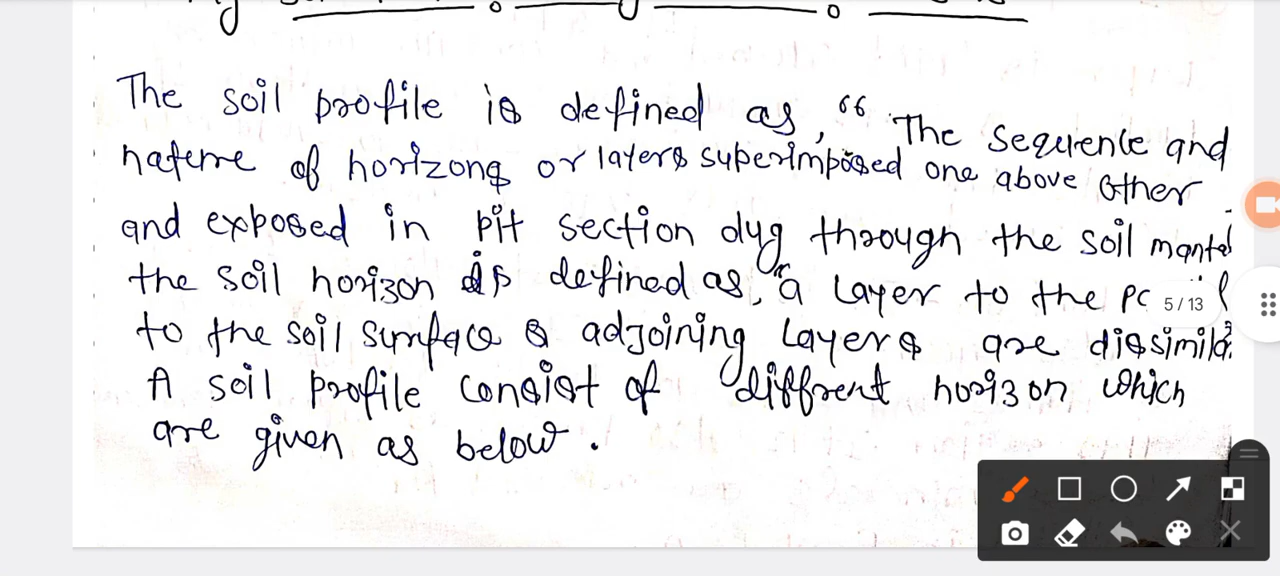 The soil profile is defined as, "The sequence and
nature of horizons or layers superimposed one above other
and exposed in pit section dug through the soil mantel
the soil horizon is defined as, "a layer to the
to the soil surface & adjoining layers are dissimilar
A soil profile consist of diffrent horizon which
are given as below.
5/13